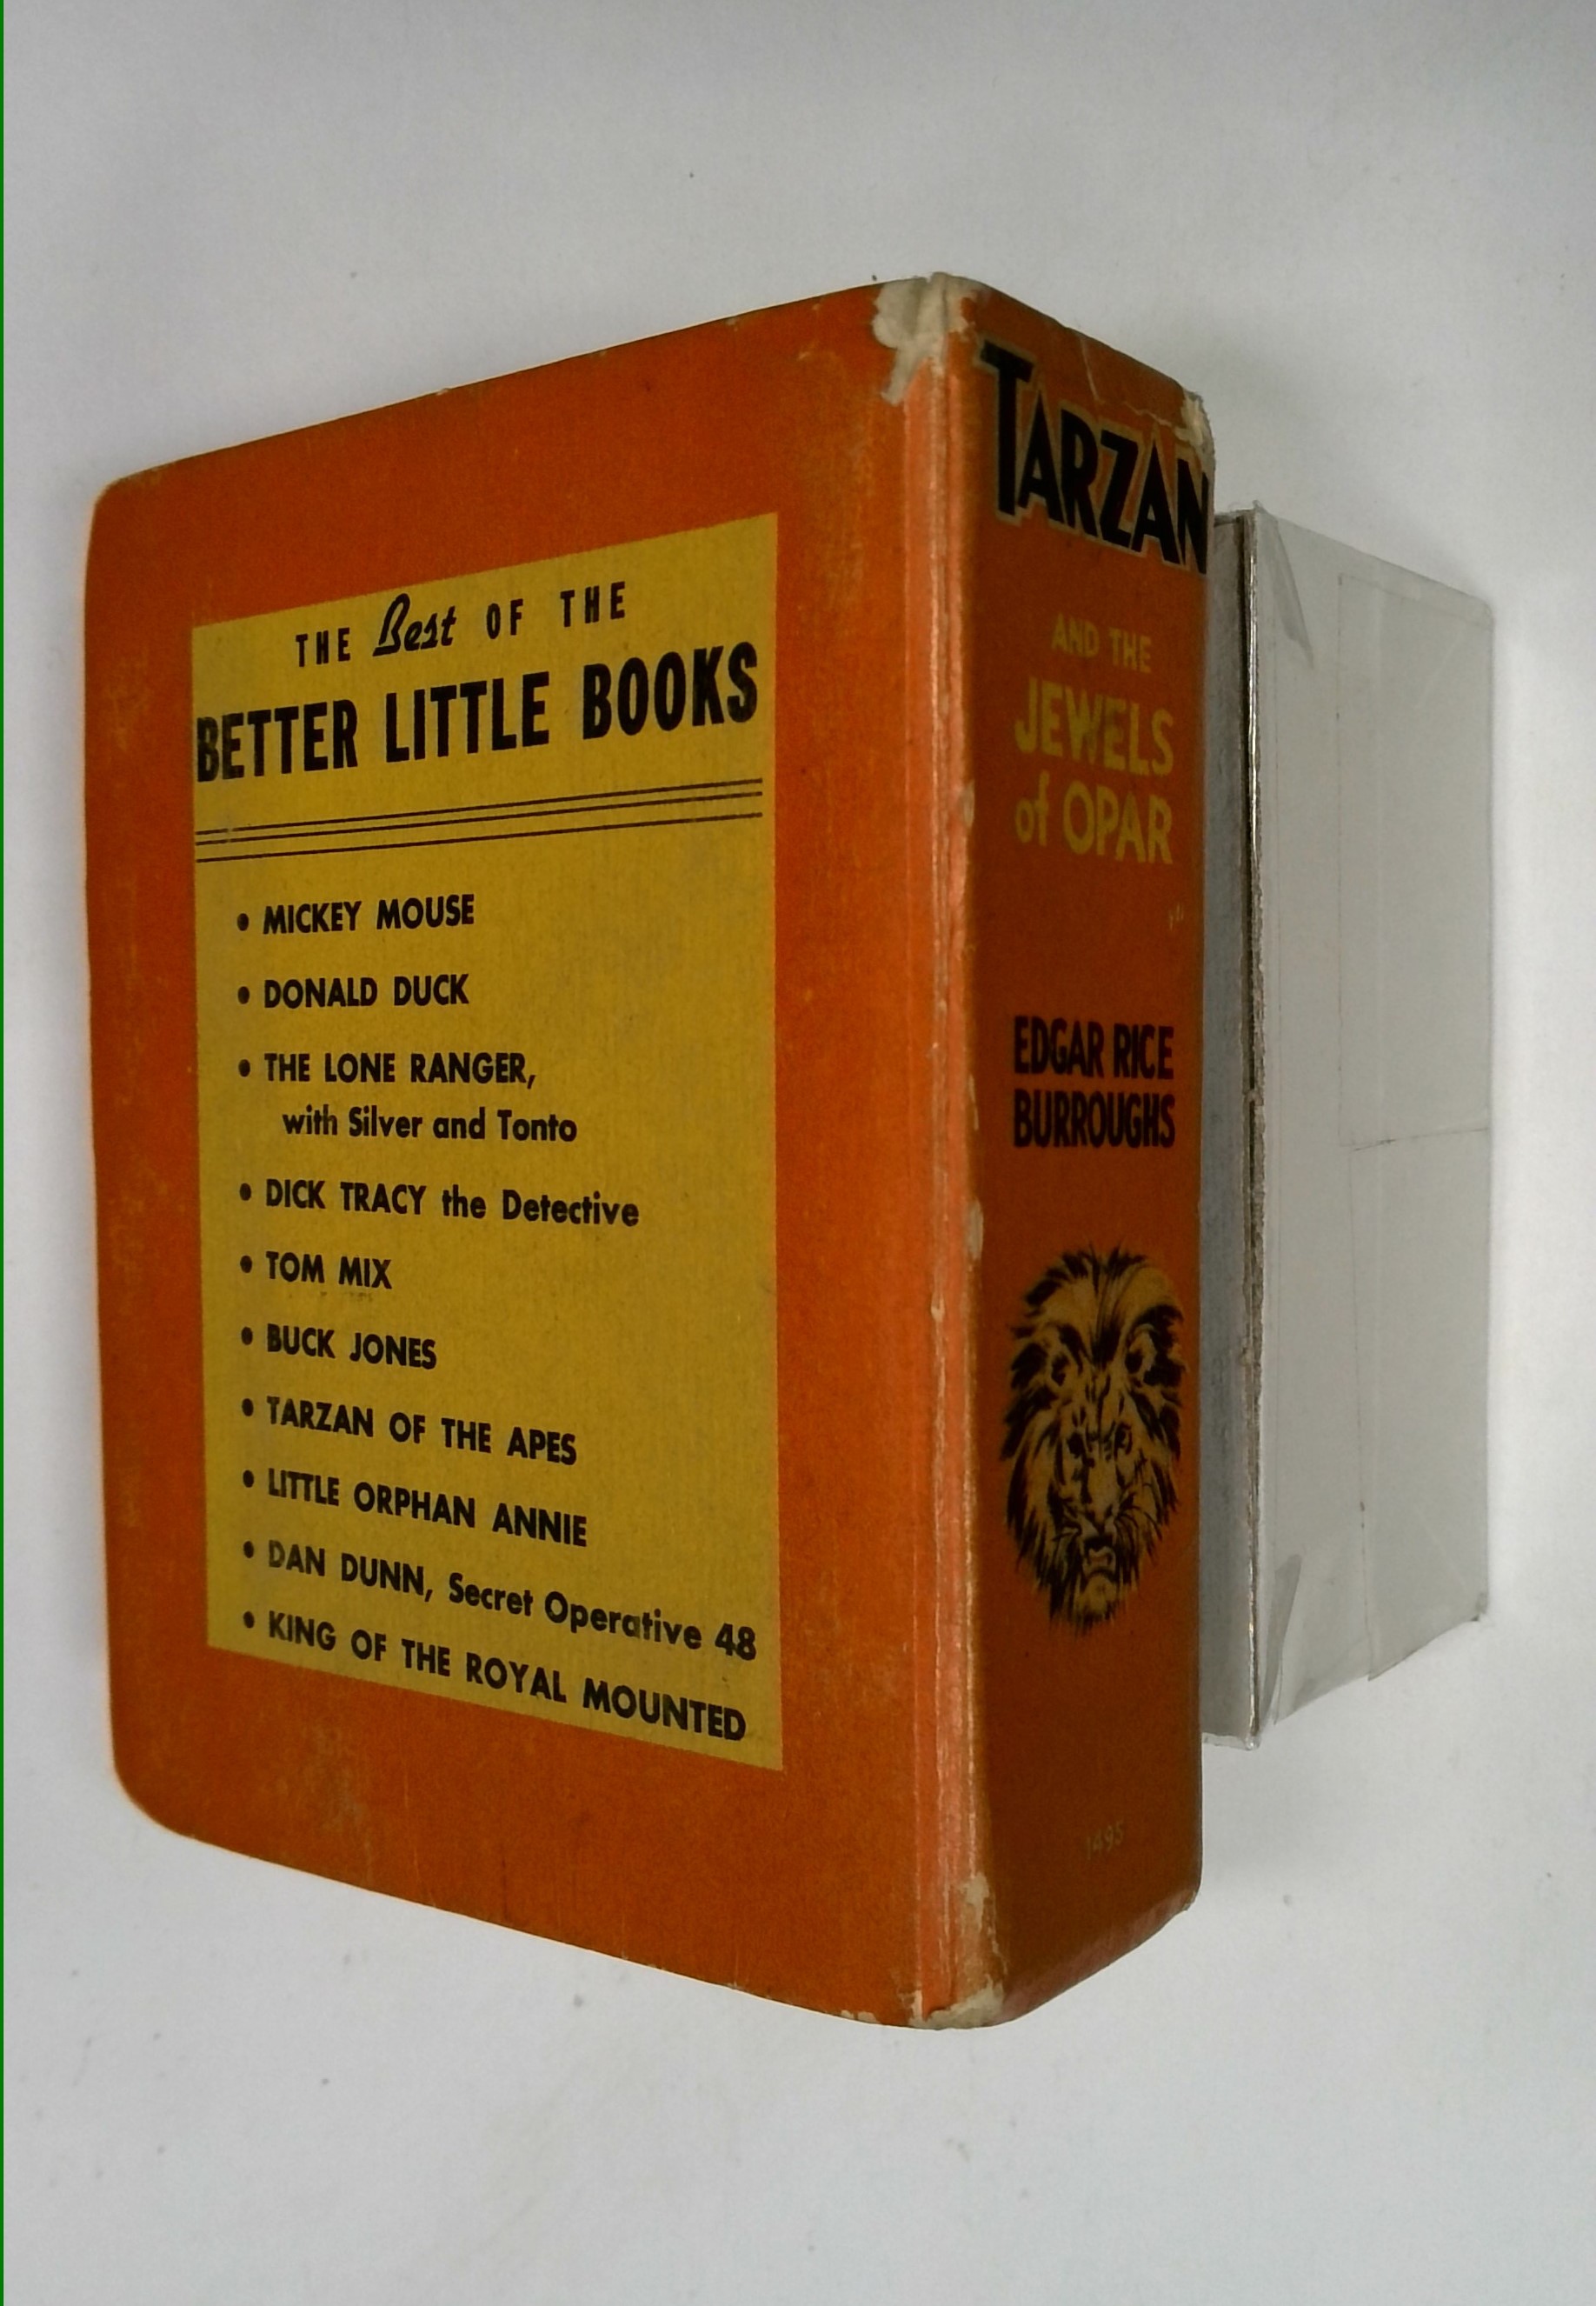 THE Best OF THE
BETTER LITTLE BOOKS
• MICKEY MOUSE
• DONALD DUCK
• THE LONE RANGER,
with Silver and Tonto
• DICK TRACY the Detective
• TOM MIX
• BUCK JONES
• TARZAN OF THE APES
• LITTLE ORPHAN ANNIE
• DAN DUNN, Secret Operative 48
• KING OF THE ROYAL MOUNTED
TARZAN
AND THE
JEWELS
of OPAR
EDGAR RICE
BURROUGHS
1495